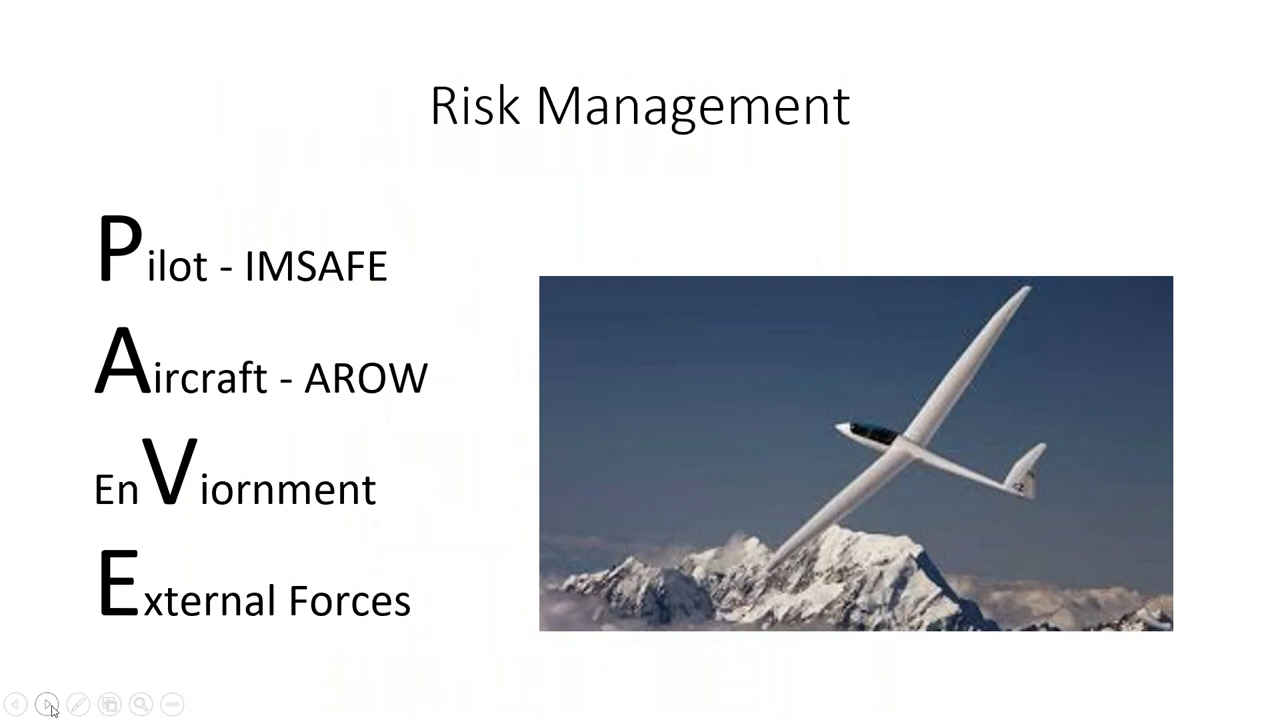 Risk Management
Pilot - IMSAFE
Aircraft - AROW
EnViornment
External Forces